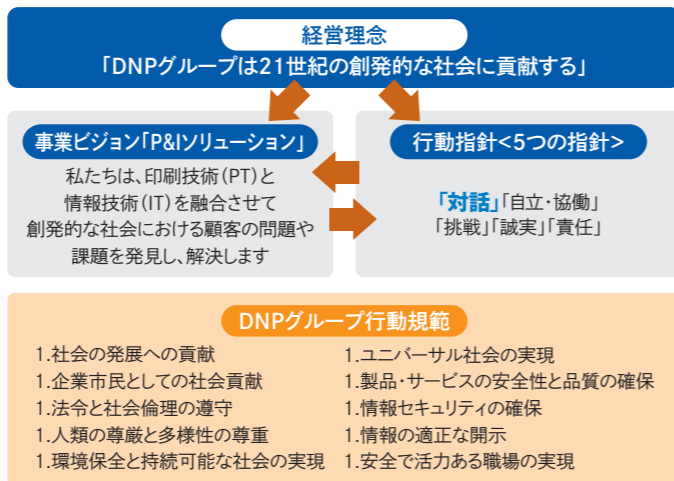 経営理念
「DNPグループは21世紀の創発的な社会に貢献する」
事業ビジョン「P&Iソリューション」
私たちは、印刷技術(PT)と
情報技術(IT)を融合させて
創発的な社会における顧客の問題や
課題を発見し、解決します
行動指針<5つの指針>
「対話」「自立・協働」
「挑戦」「誠実」「責任」
DNPグループ行動規範
1.社会の発展への貢献
1.企業市民としての社会貢献
1.法令と社会倫理の遵守
1.人類の尊厳と多様性の尊重
1.環境保全と持続可能な社会の実現
1.ユニバーサル社会の実現
1.製品・サービスの安全性と品質の確保
1.情報セキュリティの確保
1.情報の適正な開示
1.安全で活力ある職場の実現